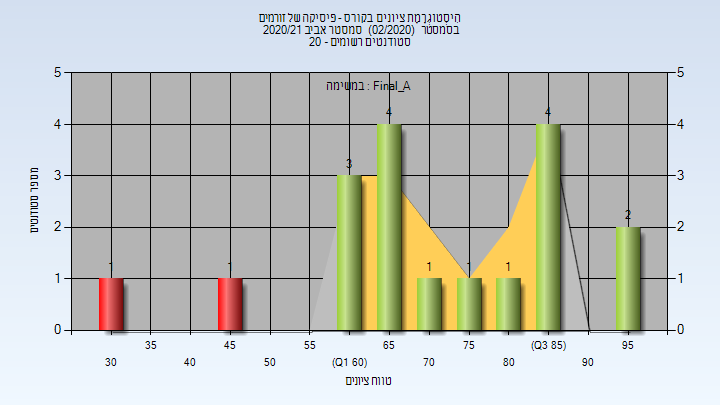 היסטוגרמת ציונים בקורס - פיסיקה של זורמים
בסמסטר (02/2020) סמסטר אביב 2020/21
סטודנטים רשומים - 20
במשימה : Final_A
5 5
4 4
3 3
2 2
1 1
0 0
1 1 3 4 1 1 1 4 2
מספר סטודנטים
35 45 55 65 75 (Q3 85) 95
30 40 50 (Q1 60) 70 80 90
טווח ציונים